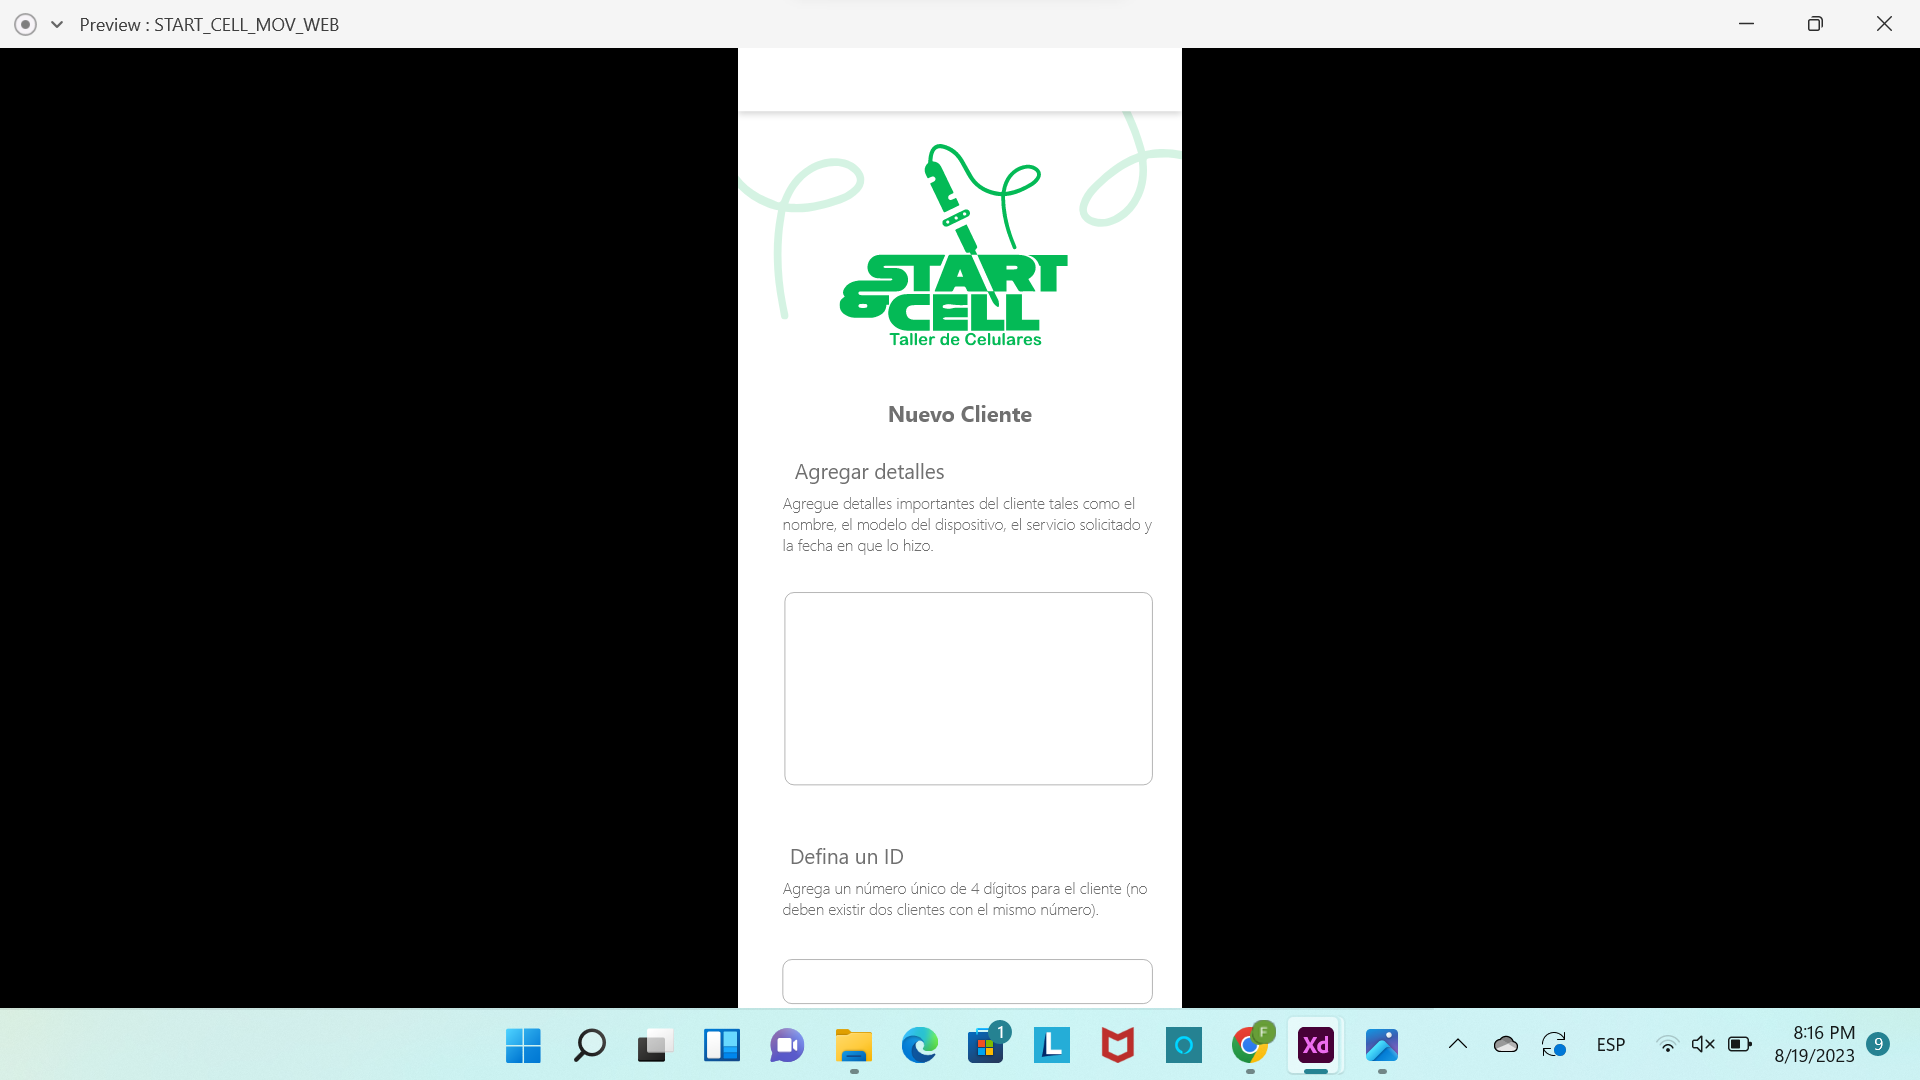 Preview : START_CELL_MOV_WEB
START
&CELL
Taller de Celulares
Nuevo Cliente
Agregar detalles
Agregue detalles importantes del cliente tales como el
nombre, el modelo del dispositivo, el servicio solicitado y
la fecha en que lo hizo.
Defina un ID
Agrega un número único de 4 dígitos para el cliente (no
deben existir dos clientes con el mismo número).
1
L
F
Xd
ESP
8:16 PM
8/19/2023
9